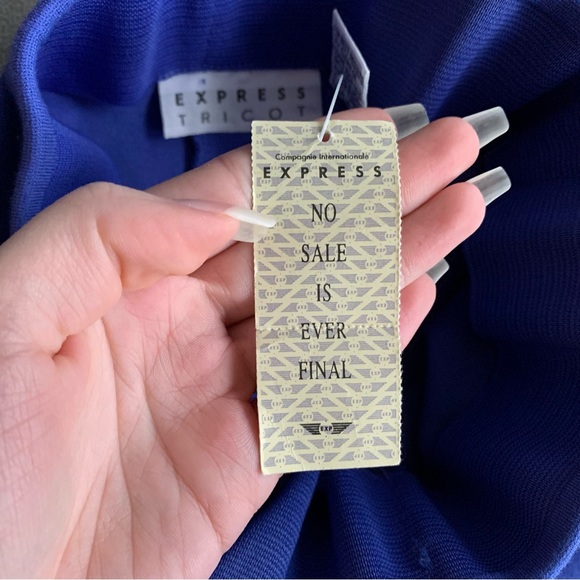 EXPRESS
TRICOT
Compagnie Internationale
EXPRESS
NO
SALE
IS
EVER
FINAL
EXP